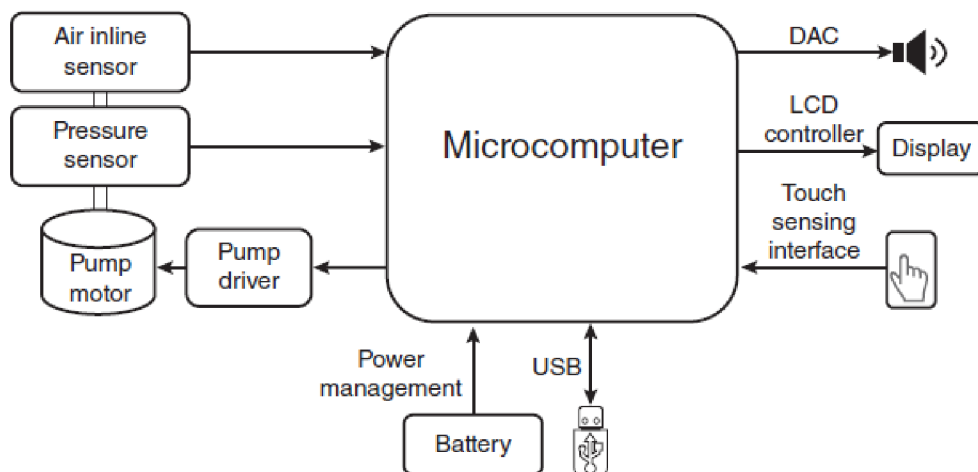 Air inline
sensor
Pressure
sensor
Pump
motor
Pump
driver
Microcomputer
DAC
LCD
controller
Display
Touch
sensing
interface
Power
management
Battery
USB